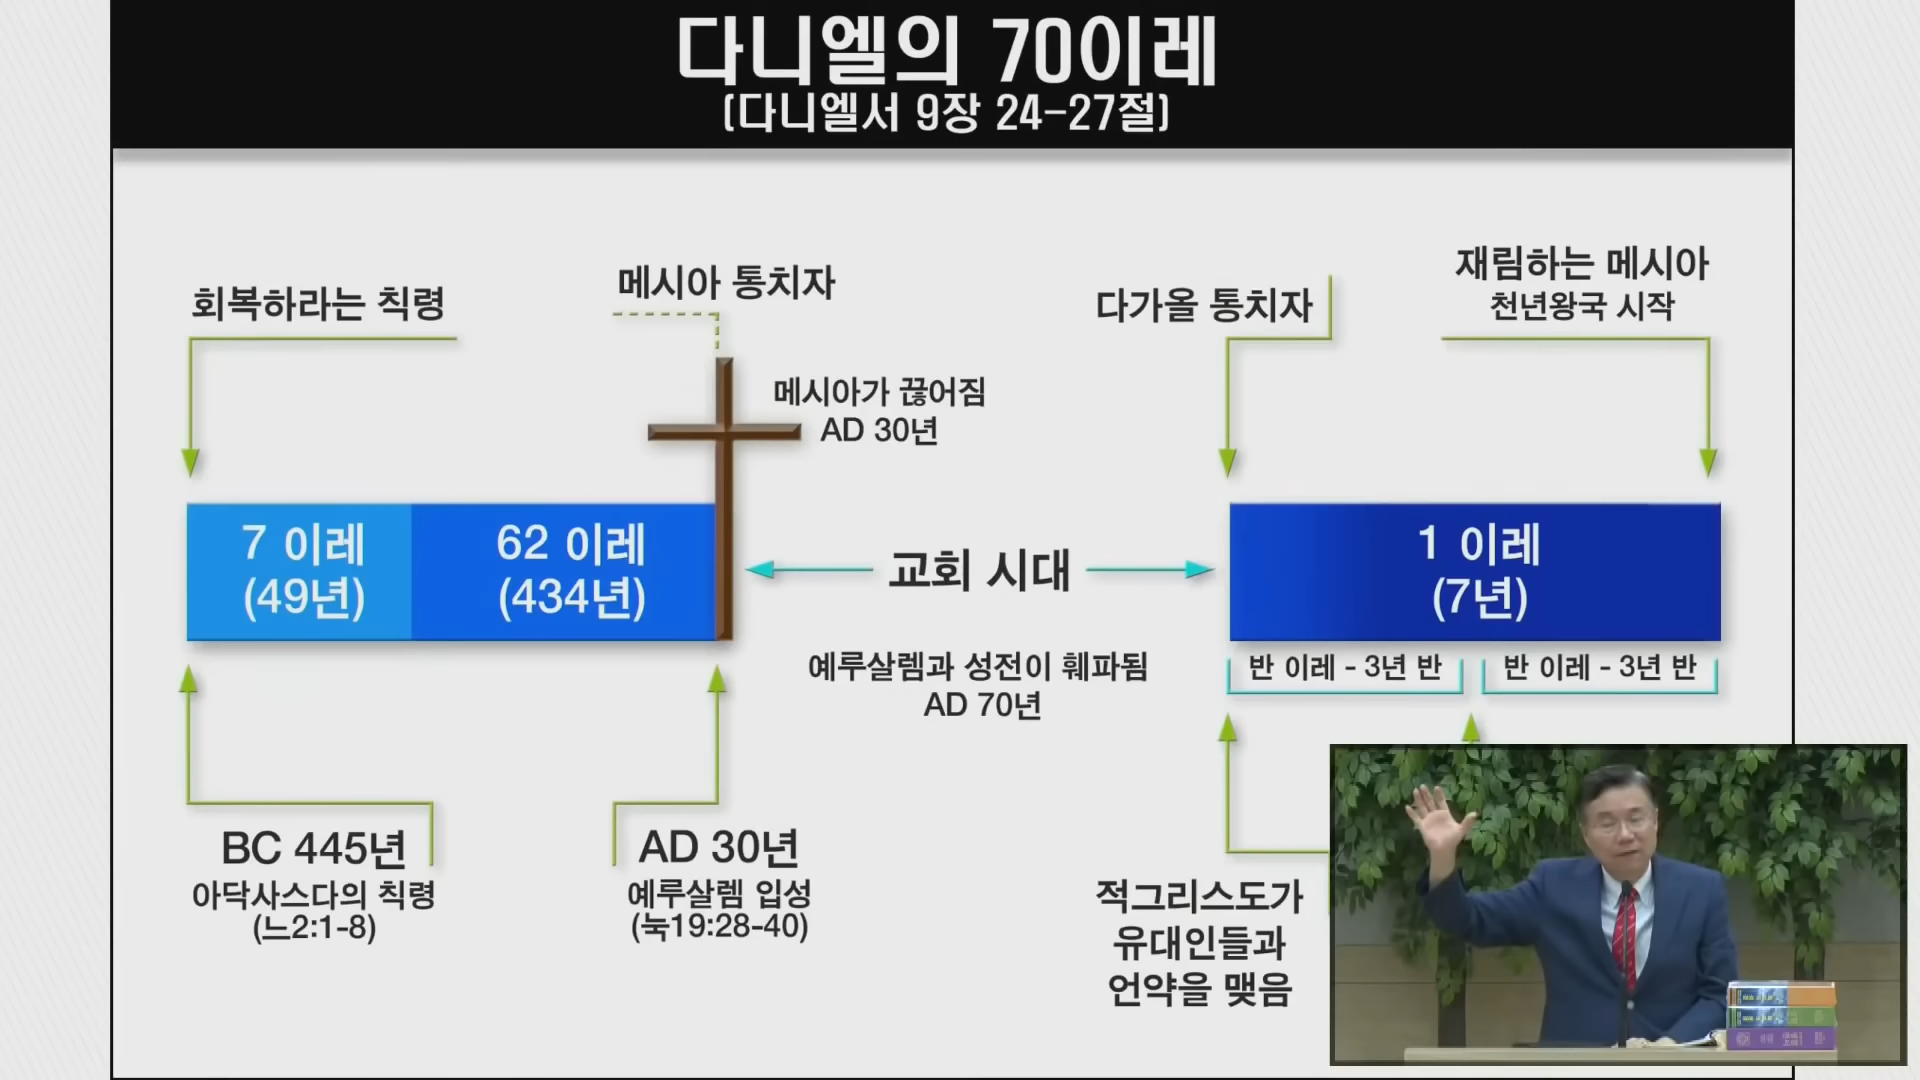 다니엘의 70이레
(다니엘서 9장 24-27절)
회복하라는 칙령
메시아 통치자
메시아가 끊어짐
AD 30년
다가올 통치자
재림하는 메시아
천년왕국 시작
7 이레
(49년)
62 이레
(434년)
교회 시대
1 이레
(7년)
예루살렘과 성전이 훼파됨
AD 70년
반 이레 - 3년 반
반 이레 - 3년 반
BC 445년
아닥사스다의 칙령
(느2:1-8)
AD 30년
예루살렘 입성
(눅19:28-40)
적그리스도가
유대인들과
언약을 맺음